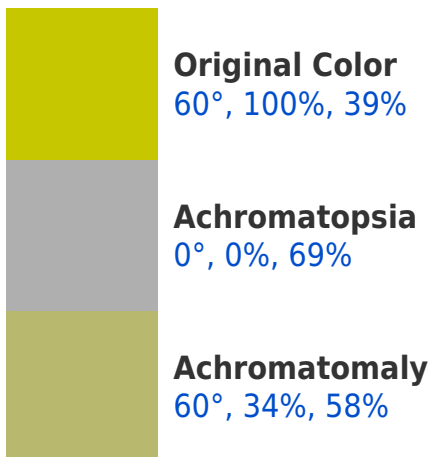 Original Color
60°, 100%, 39%
Achromatopsia
0°, 0%, 69%
Achromatomaly
60°, 34%, 58%